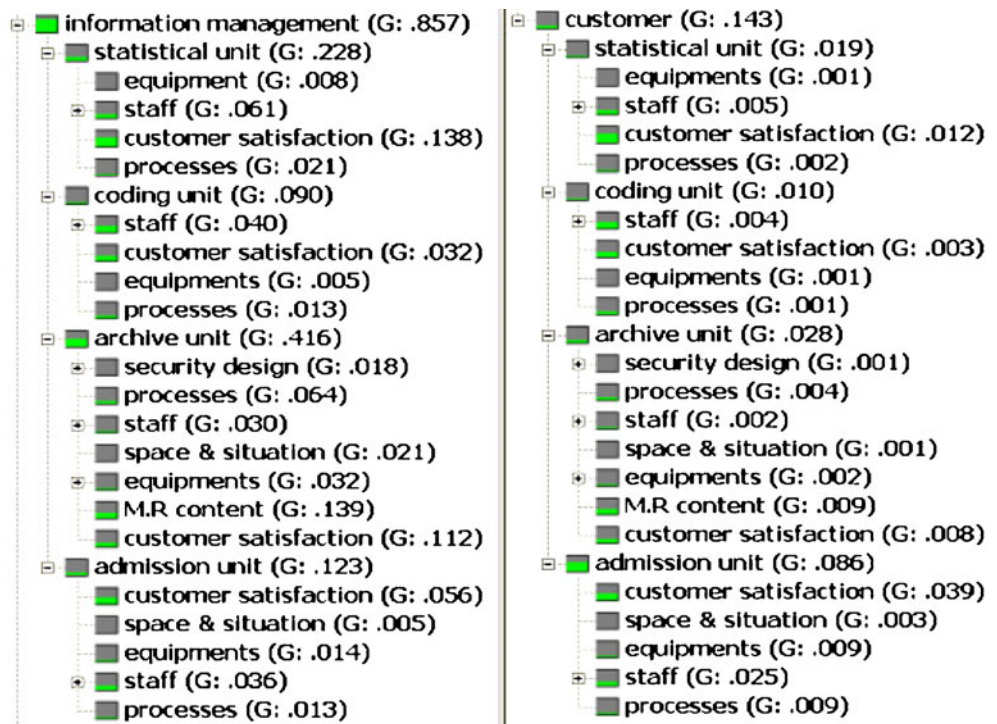 information management (G: .857)
statistical unit (G: .228)
equipment (G: .008)
staff (G: .061)
customer satisfaction (G: .138)
processes (G: .021)
coding unit (G: .090)
staff (G: .040)
customer satisfaction (G: .032)
equipments (G: .005)
processes (G: .013)
archive unit (G: .416)
security design (G: .018)
processes (G: .064)
staff (G: .030)
space & situation (G: .021)
equipments (G: .032)
M.R content (G: .139)
customer satisfaction (G: .112)
admission unit (G: .123)
customer satisfaction (G: .056)
space & situation (G: .005)
equipments (G: .014)
staff (G: .036)
processes (G: .013)
customer (G: .143)
statistical unit (G: .019)
equipments (G: .001)
staff (G: .005)
customer satisfaction (G: .012)
processes (G: .002)
coding unit (G: .010)
staff (G: .004)
customer satisfaction (G: .003)
equipments (G: .001)
processes (G: .001)
archive unit (G: .028)
security design (G: .001)
processes (G: .004)
staff (G: .002)
space & situation (G: .001)
equipments (G: .002)
M.R content (G: .009)
customer satisfaction (G: .008)
admission unit (G: .086)
customer satisfaction (G: .039)
space & situation (G: .003)
equipments (G: .009)
staff (G: .025)
processes (G: .009)